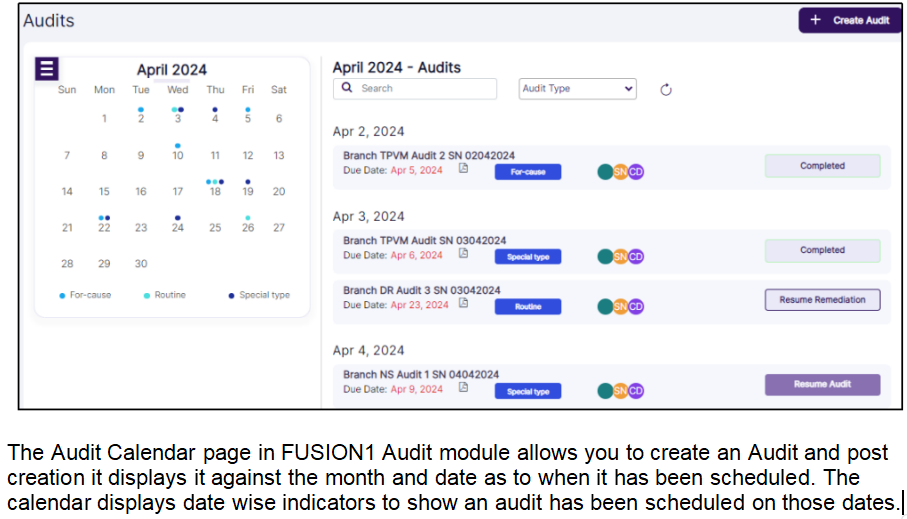 Audits
+ Create Audit
April 2024
Sun Mon Tue Wed Thu Fri Sat
1 2 3 4 5 6
7 8 9 10 11 12 13
14 15 16 17 18 19 20
21 22 23 24 25 26 27
28 29 30
For-cause Routine Special type
April 2024 - Audits
Search
Audit Type
Apr 2, 2024
Branch TPVM Audit 2 SN 02042024
Due Date: Apr 5, 2024 For-cause SN CD Completed
Apr 3, 2024
Branch TPVM Audit SN 03042024
Due Date: Apr 6, 2024 Special type SN CD Completed
Branch DR Audit 3 SN 03042024
Due Date: Apr 23, 2024 Routine SN CD Resume Remediation
Apr 4, 2024
Branch NS Audit 1 SN 04042024
Due Date: Apr 9, 2024 Special type SN CD Resume Audit
The Audit Calendar page in FUSION1 Audit module allows you to create an Audit and post
creation it displays it against the month and date as to when it has been scheduled. The
calendar displays date wise indicators to show an audit has been scheduled on those dates.